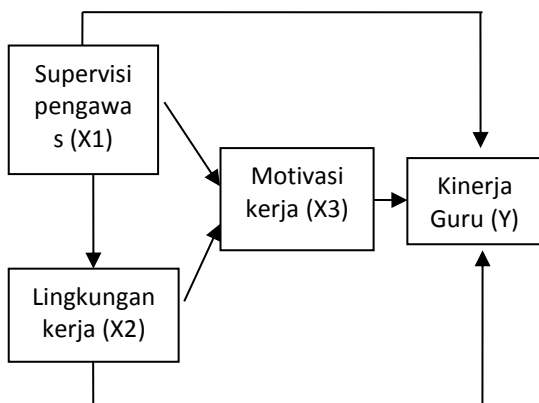 Supervisi
pengawa
s (X1)
Motivasi
kerja (X3)
Kinerja
Guru (Y)
Lingkungan
kerja (X2)